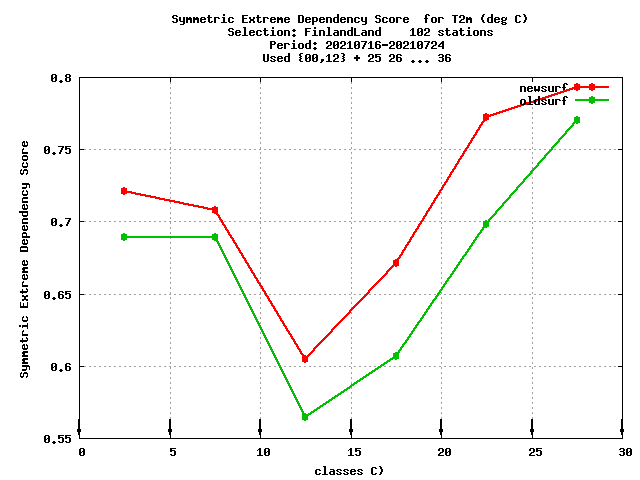 Symmetric Extreme Dependency Score  for T2m (deg C)
Selection: FinlandLand    102 stations
Period: 20210716-20210724
Used {00,12} + 25 26 ... 36
0.8
newsurf
oldsurf
0.75
0.7
0.65
0.6
0.55
Symmetric Extreme Dependency Score
0 5 10 15 20 25 30
classes C)